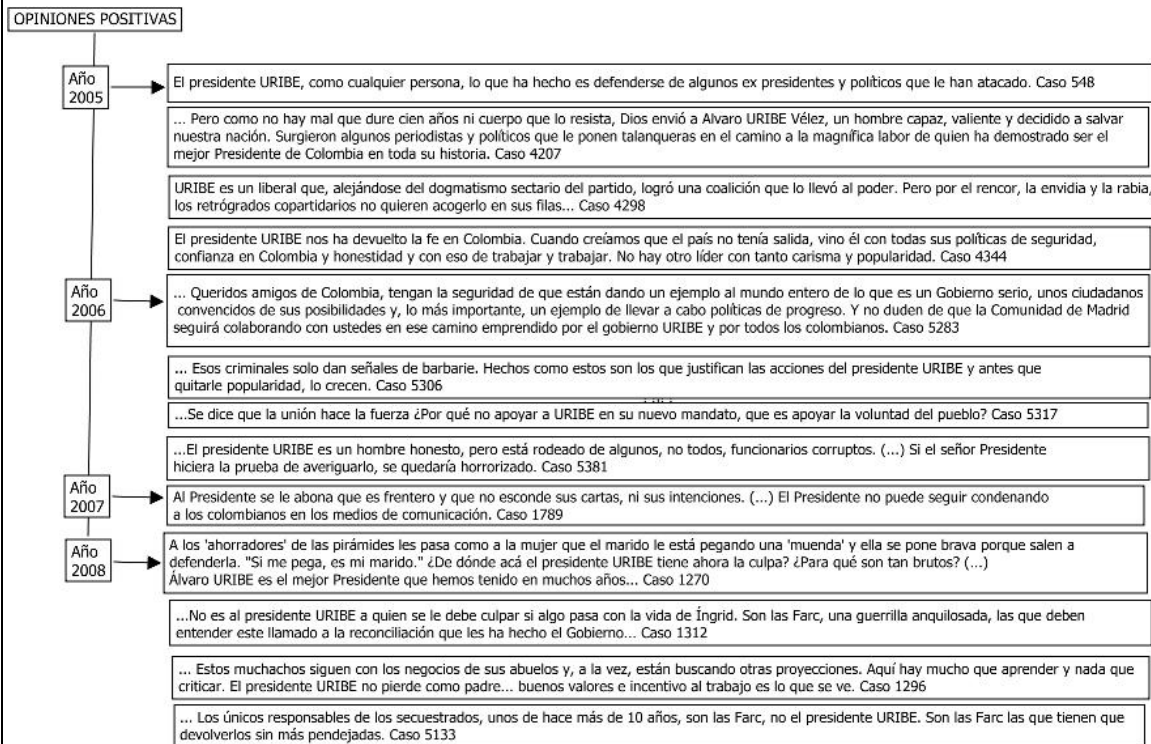 OPINIONES POSITIVAS
Año
2005
El presidente URIBE, como cualquier persona, lo que ha hecho es defenderse de algunos ex presidentes y políticos que le han atacado. Caso 548
... Pero como no hay mal que dure cien años ni cuerpo que lo resista, Dios envió a Alvaro URIBE Vélez, un hombre capaz, valiente y decidido a salvar
nuestra nación. Surgieron algunos periodistas y políticos que le ponen talanqueras en el camino a la magnífica labor de quien ha demostrado ser el
mejor Presidente de Colombia en toda su historia. Caso 4207
URIBE es un liberal que, alejándose del dogmatismo sectario del partido, logró una coalición que lo llevó al poder. Pero por el rencor, la envidia y la rabia,
los retrógrados copartidarios no quieren acogerlo en sus filas... Caso 4298
El presidente URIBE nos ha devuelto la fe en Colombia. Cuando creíamos que el país no tenía salida, vino él con todas sus políticas de seguridad,
confianza en Colombia y honestidad y con eso de trabajar y trabajar. No hay otro líder con tanto carisma y popularidad. Caso 4344
Año
2006
... Queridos amigos de Colombia, tengan la seguridad de que están dando un ejemplo al mundo entero de lo que es un Gobierno serio, unos ciudadanos
convencidos de sus posibilidades y, lo más importante, un ejemplo de llevar a cabo políticas de progreso. Y no duden de que la Comunidad de Madrid
seguirá colaborando con ustedes en ese camino emprendido por el gobierno URIBE y por todos los colombianos. Caso 5283
... Esos criminales solo dan señales de barbarie. Hechos como estos son los que justifican las acciones del presidente URIBE y antes que
quitarle popularidad, lo crecen. Caso 5306
...Se dice que la unión hace la fuerza ¿Por qué no apoyar a URIBE en su nuevo mandato, que es apoyar la voluntad del pueblo? Caso 5317
...El presidente URIBE es un hombre honesto, pero está rodeado de algunos, no todos, funcionarios corruptos. (...) Si el señor Presidente
hiciera la prueba de averiguarlo, se quedaría horrorizado. Caso 5381
Año
2007
Al Presidente se le abona que es frentero y que no esconde sus cartas, ni sus intenciones. (...) El Presidente no puede seguir condenando
a los colombianos en los medios de comunicación. Caso 1789
Año
2008
A los 'ahorradores' de las pirámides les pasa como a la mujer que el marido le está pegando una 'muenda' y ella se pone brava porque salen a
defenderla. "Si me pega, es mi marido." ¿De dónde acá el presidente URIBE tiene ahora la culpa? ¿Para qué son tan brutos? (...)
Álvaro URIBE es el mejor Presidente que hemos tenido en muchos años... Caso 1270
...No es al presidente URIBE a quien se le debe culpar si algo pasa con la vida de Íngrid. Son las Farc, una guerrilla anquilosada, las que deben
entender este llamado a la reconciliación que les ha hecho el Gobierno... Caso 1312
... Estos muchachos siguen con los negocios de sus abuelos y, a la vez, están buscando otras proyecciones. Aquí hay mucho que aprender y nada que
criticar. El presidente URIBE no pierde como padre... buenos valores e incentivo al trabajo es lo que se ve. Caso 1296
... Los únicos responsables de los secuestrados, unos de hace más de 10 años, son las Farc, no el presidente URIBE. Son las Farc las que tienen que
devolverlos sin más pendejadas. Caso 5133